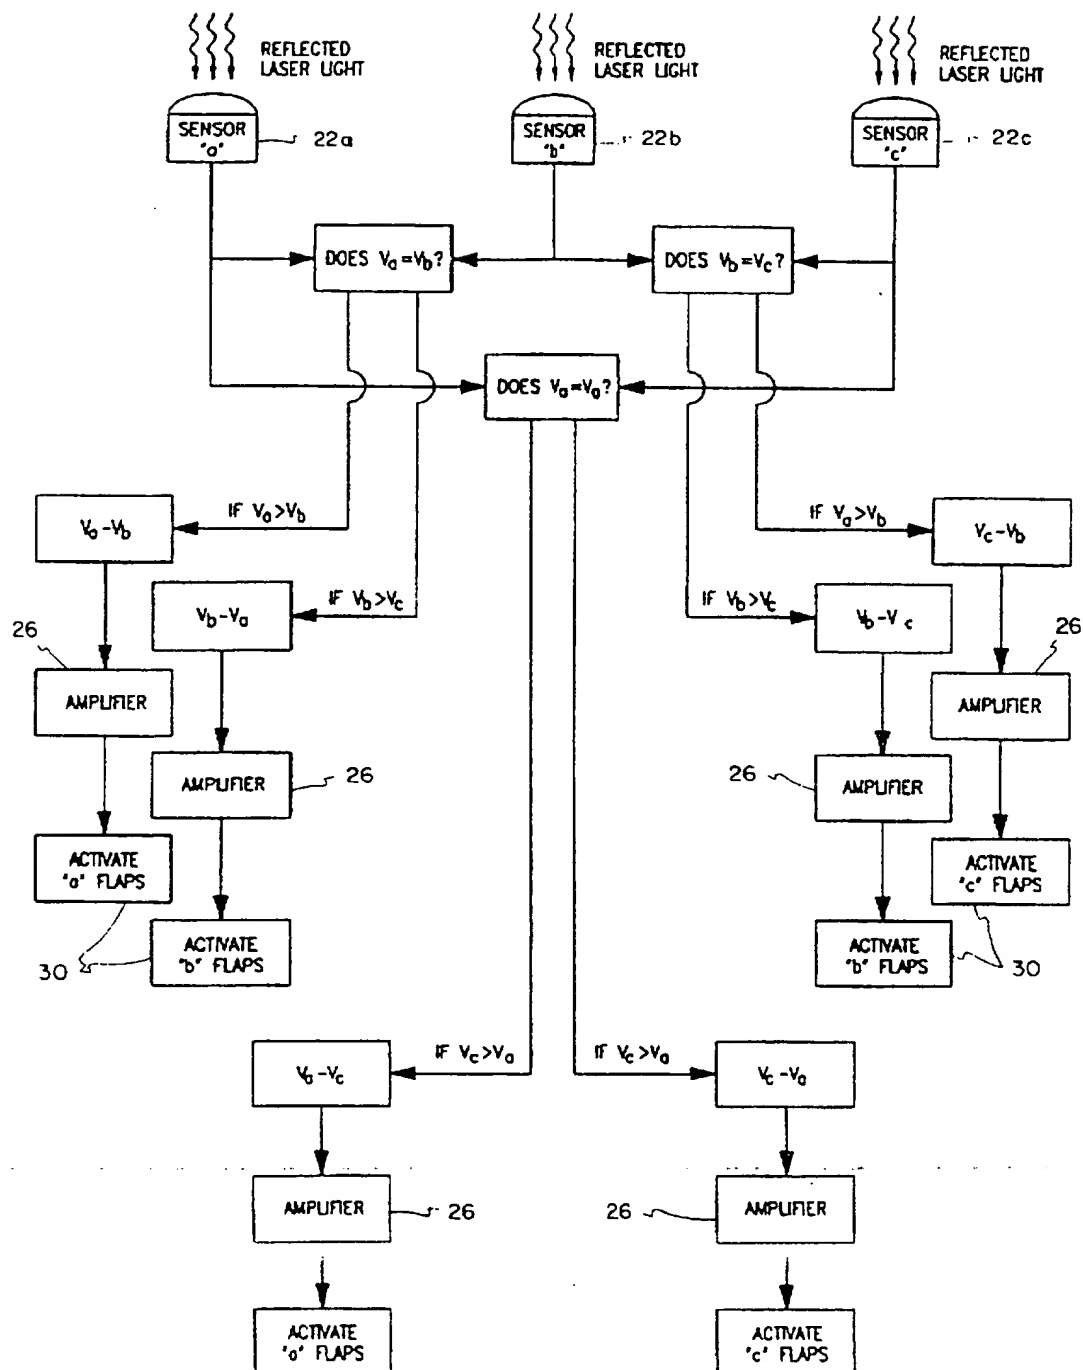 REFLECTED
LASER LIGHT
REFLECTED
LASER LIGHT
REFLECTED
LASER LIGHT
SENSOR
"a"
22a
SENSOR
"b"
22b
SENSOR
"c"
22c
DOES Va=Vb?
DOES Vb=Vc?
DOES Va=Va?
IF Va>Vb
Va-Vb
IF Va>Vb
Vc-Vb
IF Vb>Vc
Vb-Va
IF Vb>Vc
Vb-Vc
26
AMPLIFIER
26
AMPLIFIER
AMPLIFIER
26
26
AMPLIFIER
ACTIVATE
"a" FLAPS
ACTIVATE
"c" FLAPS
ACTIVATE
"b" FLAPS
30
ACTIVATE
"b" FLAPS
30
IF Vc>Va
Va-Vc
IF Vc>Va
Vc-Va
AMPLIFIER
26
26
AMPLIFIER
ACTIVATE
"a" FLAPS
ACTIVATE
"c" FLAPS